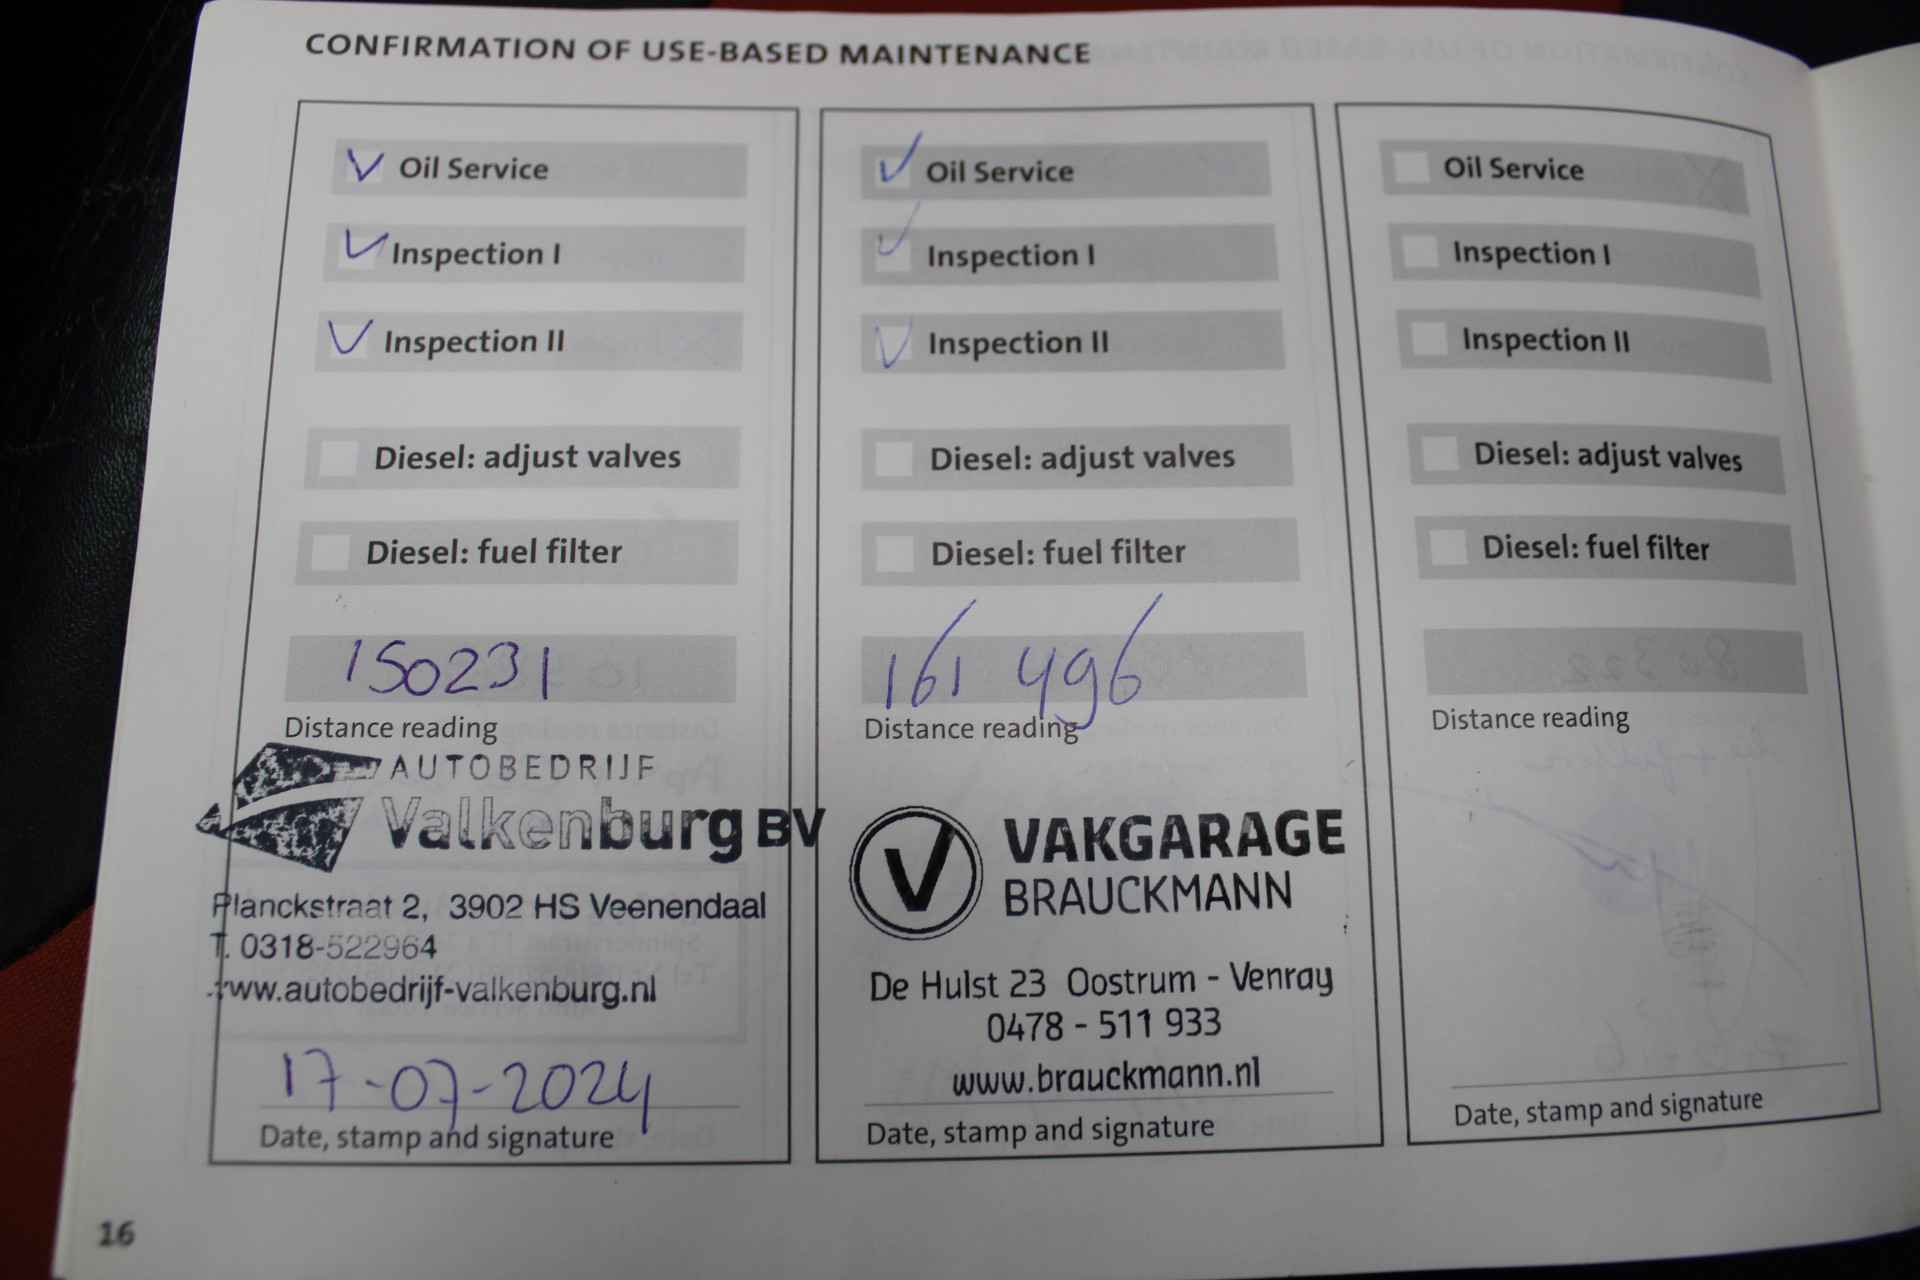 CONFIRMATION OF USE-BASED MAINTENANCE
Oil Service
Inspection I
Inspection II
Diesel: adjust valves
Diesel: fuel filter
150231
Distance reading
AUTOBEDRIJF
Valkenburg BV
Planckstraat 2, 3902 HS Veenendaal
T. 0318-522964
www.autobedrijf-valkenburg.nl
17-07-2024
Date, stamp and signature
Oil Service
Inspection I
Inspection II
Diesel: adjust valves
Diesel: fuel filter
161 496
Distance reading
V
VAKGARAGE
BRAUCKMANN
De Hulst 23 Oostrum - Venray
0478 - 511 933
www.brauckmann.nl
Date, stamp and signature
Oil Service
Inspection I
Inspection II
Diesel: adjust valves
Diesel: fuel filter
Distance reading
Date, stamp and signature
16